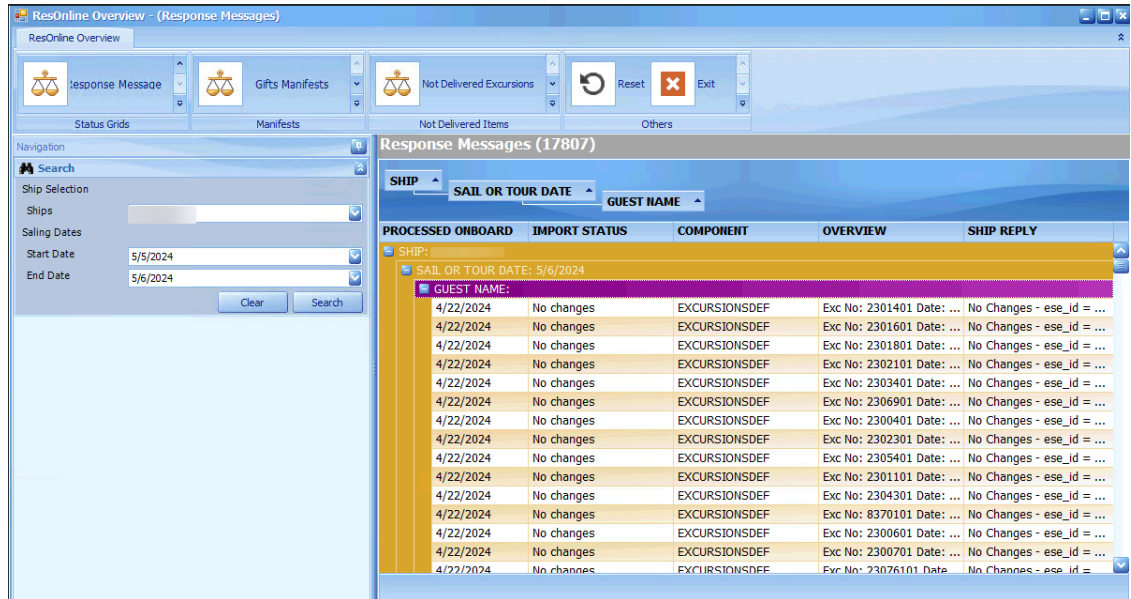 ResOnline Overview - (Response Messages)
ResOnline Overview
Response Message
Gifts Manifests
Not Delivered Excursions
Reset
Exit
Status Grids
Manifests
Not Delivered Items
Others
Navigation
Search
Ship Selection
Ships
Saling Dates
Start Date 5/5/2024
End Date 5/6/2024
Clear Search
Response Messages (17807)
SHIP
SAIL OR TOUR DATE
GUEST NAME
PROCESSED ONBOARD IMPORT STATUS COMPONENT OVERVIEW SHIP REPLY
SHIP:
SAIL OR TOUR DATE: 5/6/2024
GUEST NAME:
4/22/2024 No changes EXCURSIONSDEF Exc No: 2301401 Date: ... No Changes - ese_id = ...
4/22/2024 No changes EXCURSIONSDEF Exc No: 2301601 Date: ... No Changes - ese_id = ...
4/22/2024 No changes EXCURSIONSDEF Exc No: 2301801 Date: ... No Changes - ese_id = ...
4/22/2024 No changes EXCURSIONSDEF Exc No: 2302101 Date: ... No Changes - ese_id = ...
4/22/2024 No changes EXCURSIONSDEF Exc No: 2303401 Date: ... No Changes - ese_id = ...
4/22/2024 No changes EXCURSIONSDEF Exc No: 2306901 Date: ... No Changes - ese_id = ...
4/22/2024 No changes EXCURSIONSDEF Exc No: 2300401 Date: ... No Changes - ese_id = ...
4/22/2024 No changes EXCURSIONSDEF Exc No: 2302301 Date: ... No Changes - ese_id = ...
4/22/2024 No changes EXCURSIONSDEF Exc No: 2305401 Date: ... No Changes - ese_id = ...
4/22/2024 No changes EXCURSIONSDEF Exc No: 2301101 Date: ... No Changes - ese_id = ...
4/22/2024 No changes EXCURSIONSDEF Exc No: 2304301 Date: ... No Changes - ese_id = ...
4/22/2024 No changes EXCURSIONSDEF Exc No: 8370101 Date: ... No Changes - ese_id = ...
4/22/2024 No changes EXCURSIONSDEF Exc No: 2300601 Date: ... No Changes - ese_id = ...
4/22/2024 No changes EXCURSIONSDEF Exc No: 2300701 Date: ... No Changes - ese_id = ...
4/22/2024 No changes EXCURSIONSDEF Exc No: 23076101 Date No Changes - ese_id =